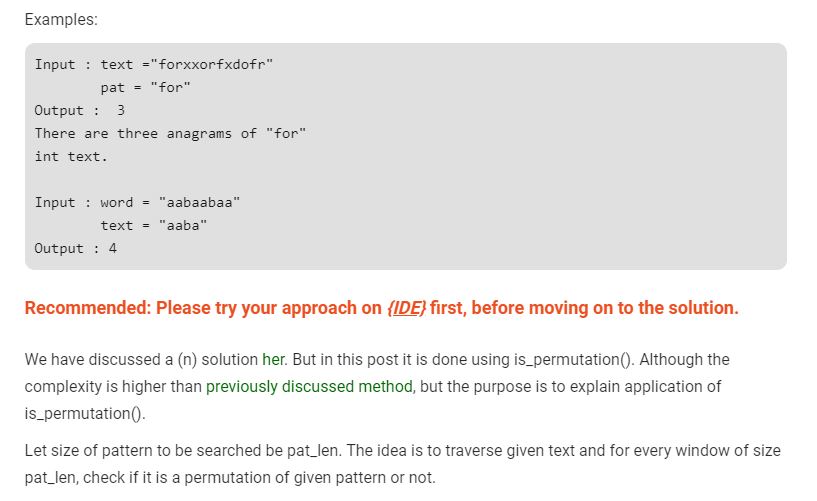 Examples:
Input : text ="forxxorfxdofr"
pat = "for"
Output :  3
There are three anagrams of "for"
int text.
Input : word = "aabaabaa"
text = "aaba"
Output : 4
Recommended: Please try your approach on {IDE} first, before moving on to the solution.
We have discussed a (n) solution her. But in this post it is done using is_permutation(). Although the
complexity is higher than previously discussed method, but the purpose is to explain application of
is_permutation().
Let size of pattern to be searched be pat_len. The idea is to traverse given text and for every window of size
pat_len, check if it is a permutation of given pattern or not.